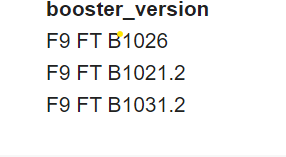 booster_version
F9 FT B1026
F9 FT B1021.2
F9 FT B1031.2